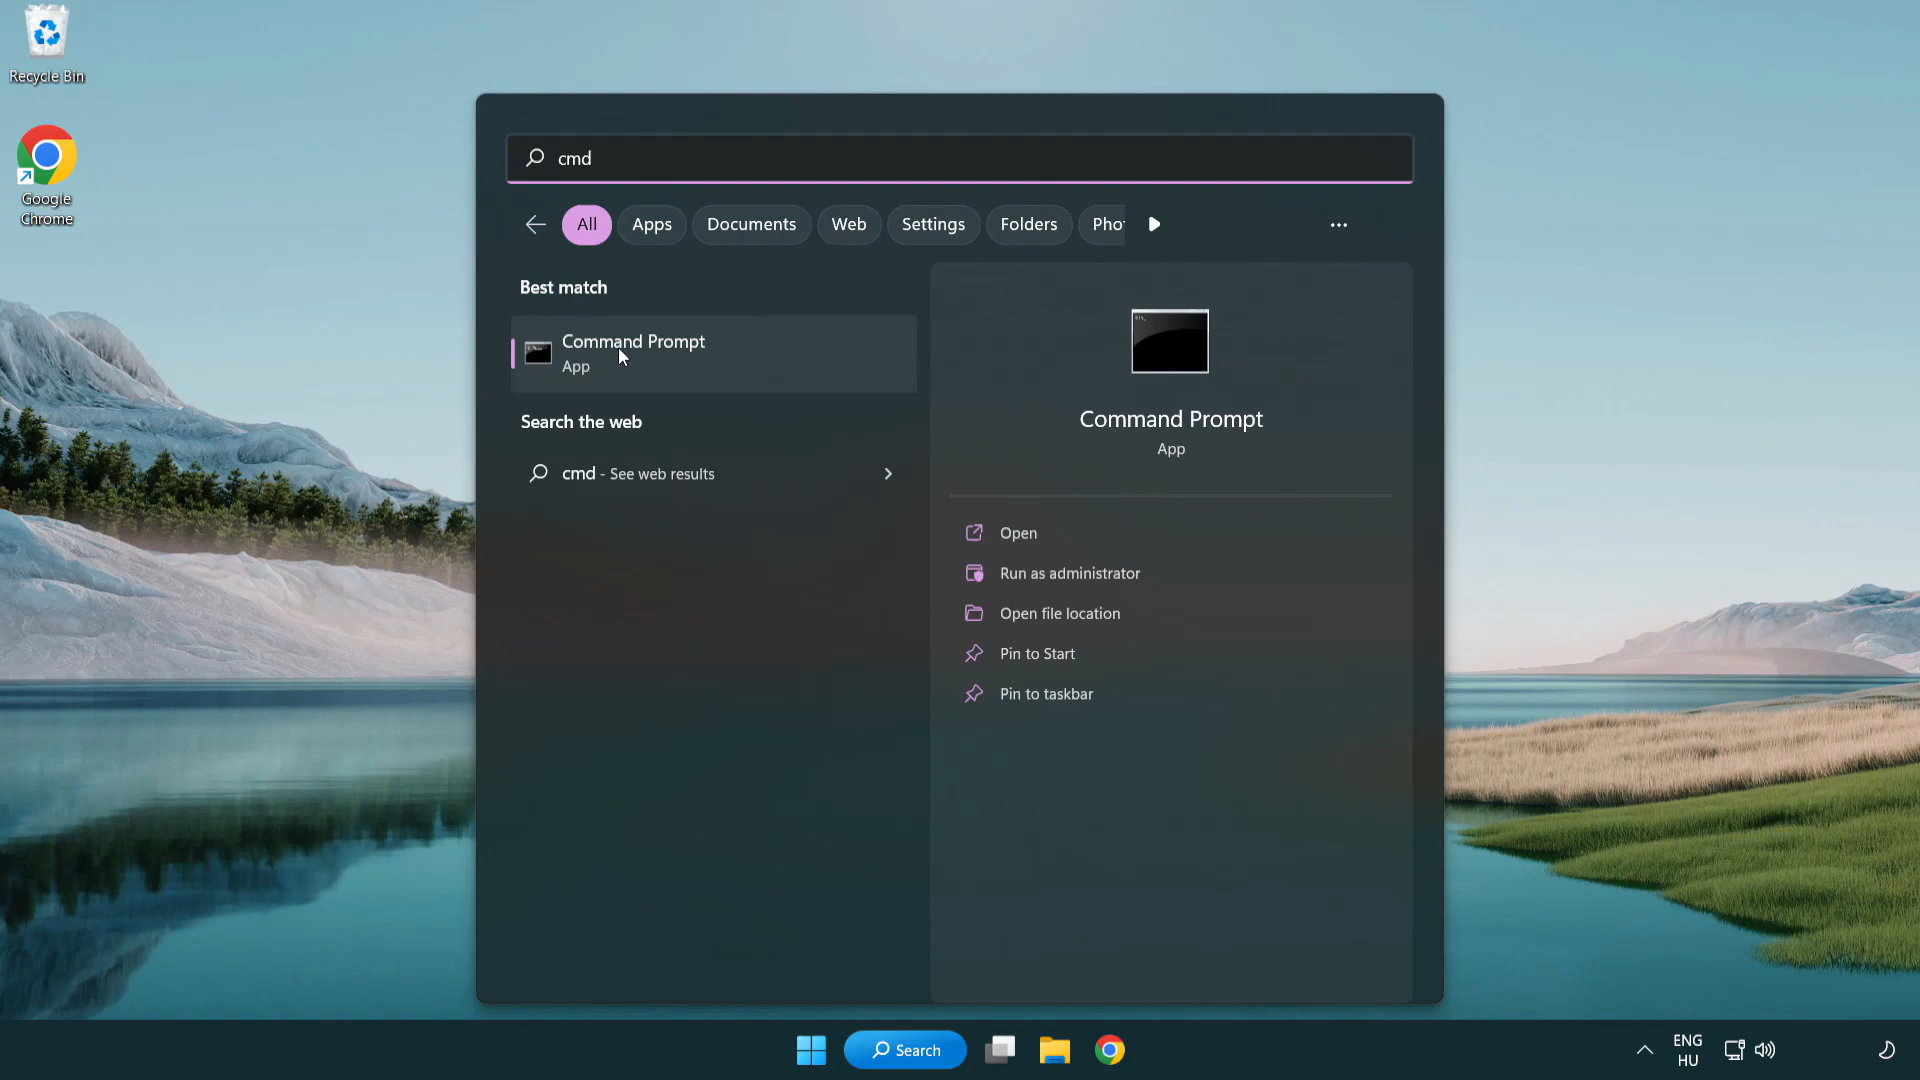 Recycle Bin
Google
Chrome
cmd
All
Apps
Documents
Web
Settings
Folders
Pho
Best match
Command Prompt
App
Search the web
cmd - See web results
Command Prompt
App
Open
Run as administrator
Open file location
Pin to Start
Pin to taskbar
Search
ENG
HU